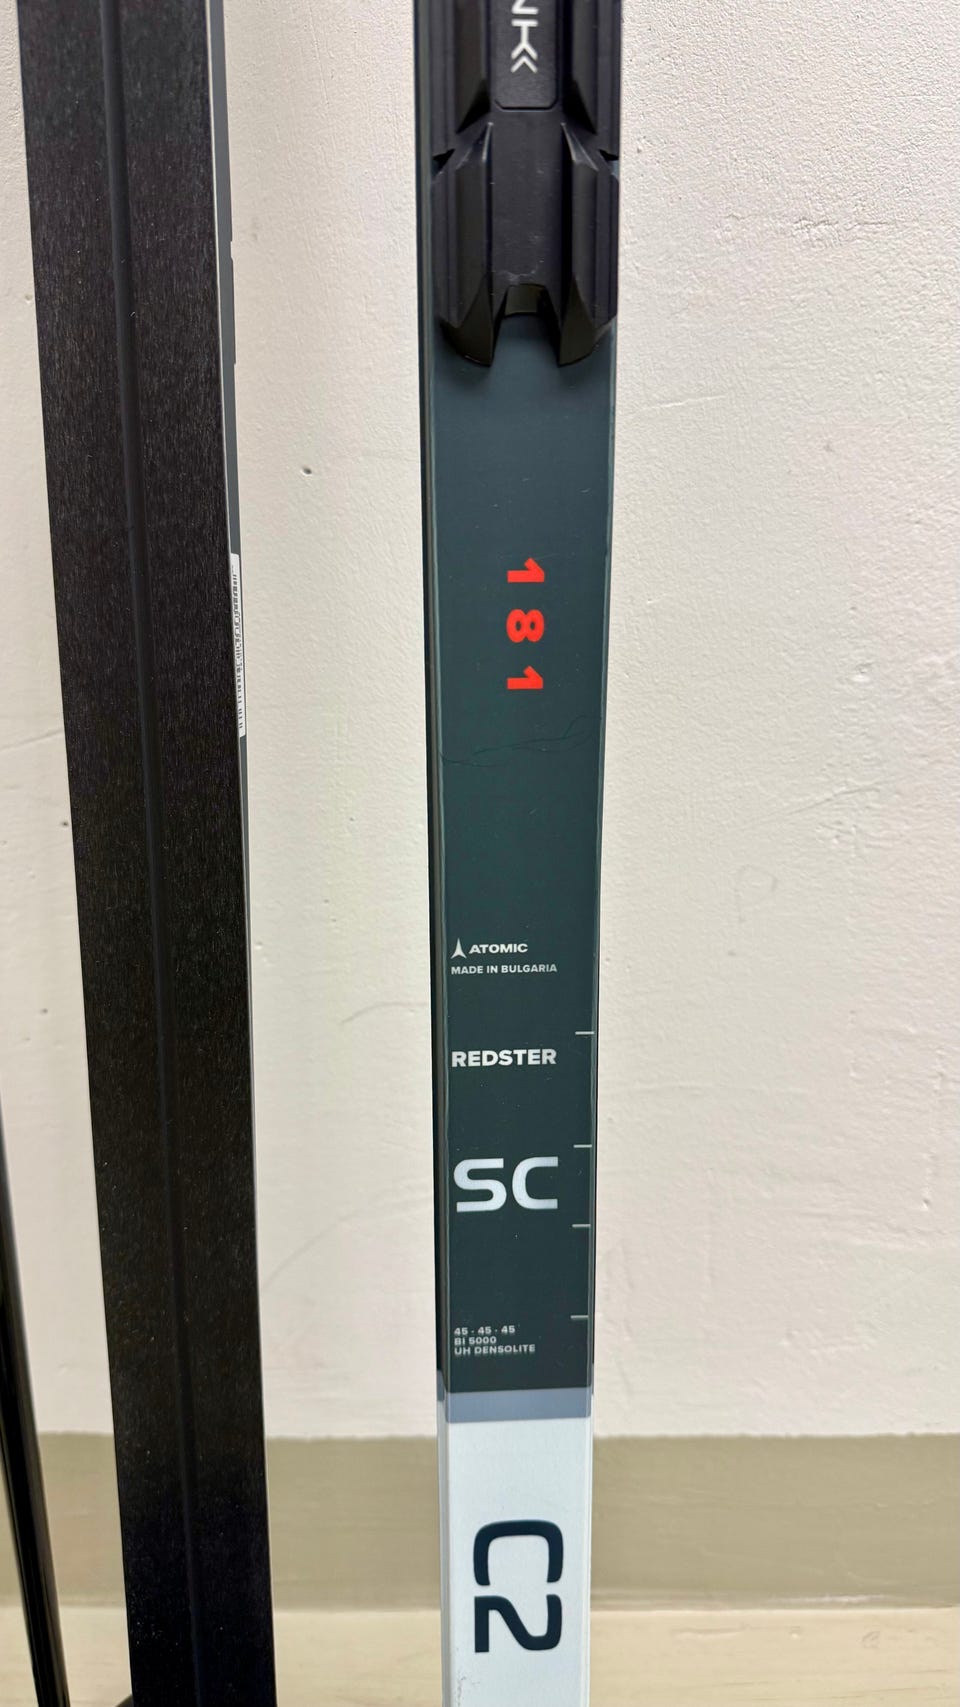 181
ATOMIC
MADE IN BULGARIA
REDSTER
SC
45 - 45 - 45
BI 5000
UH DENSOLITE
C2